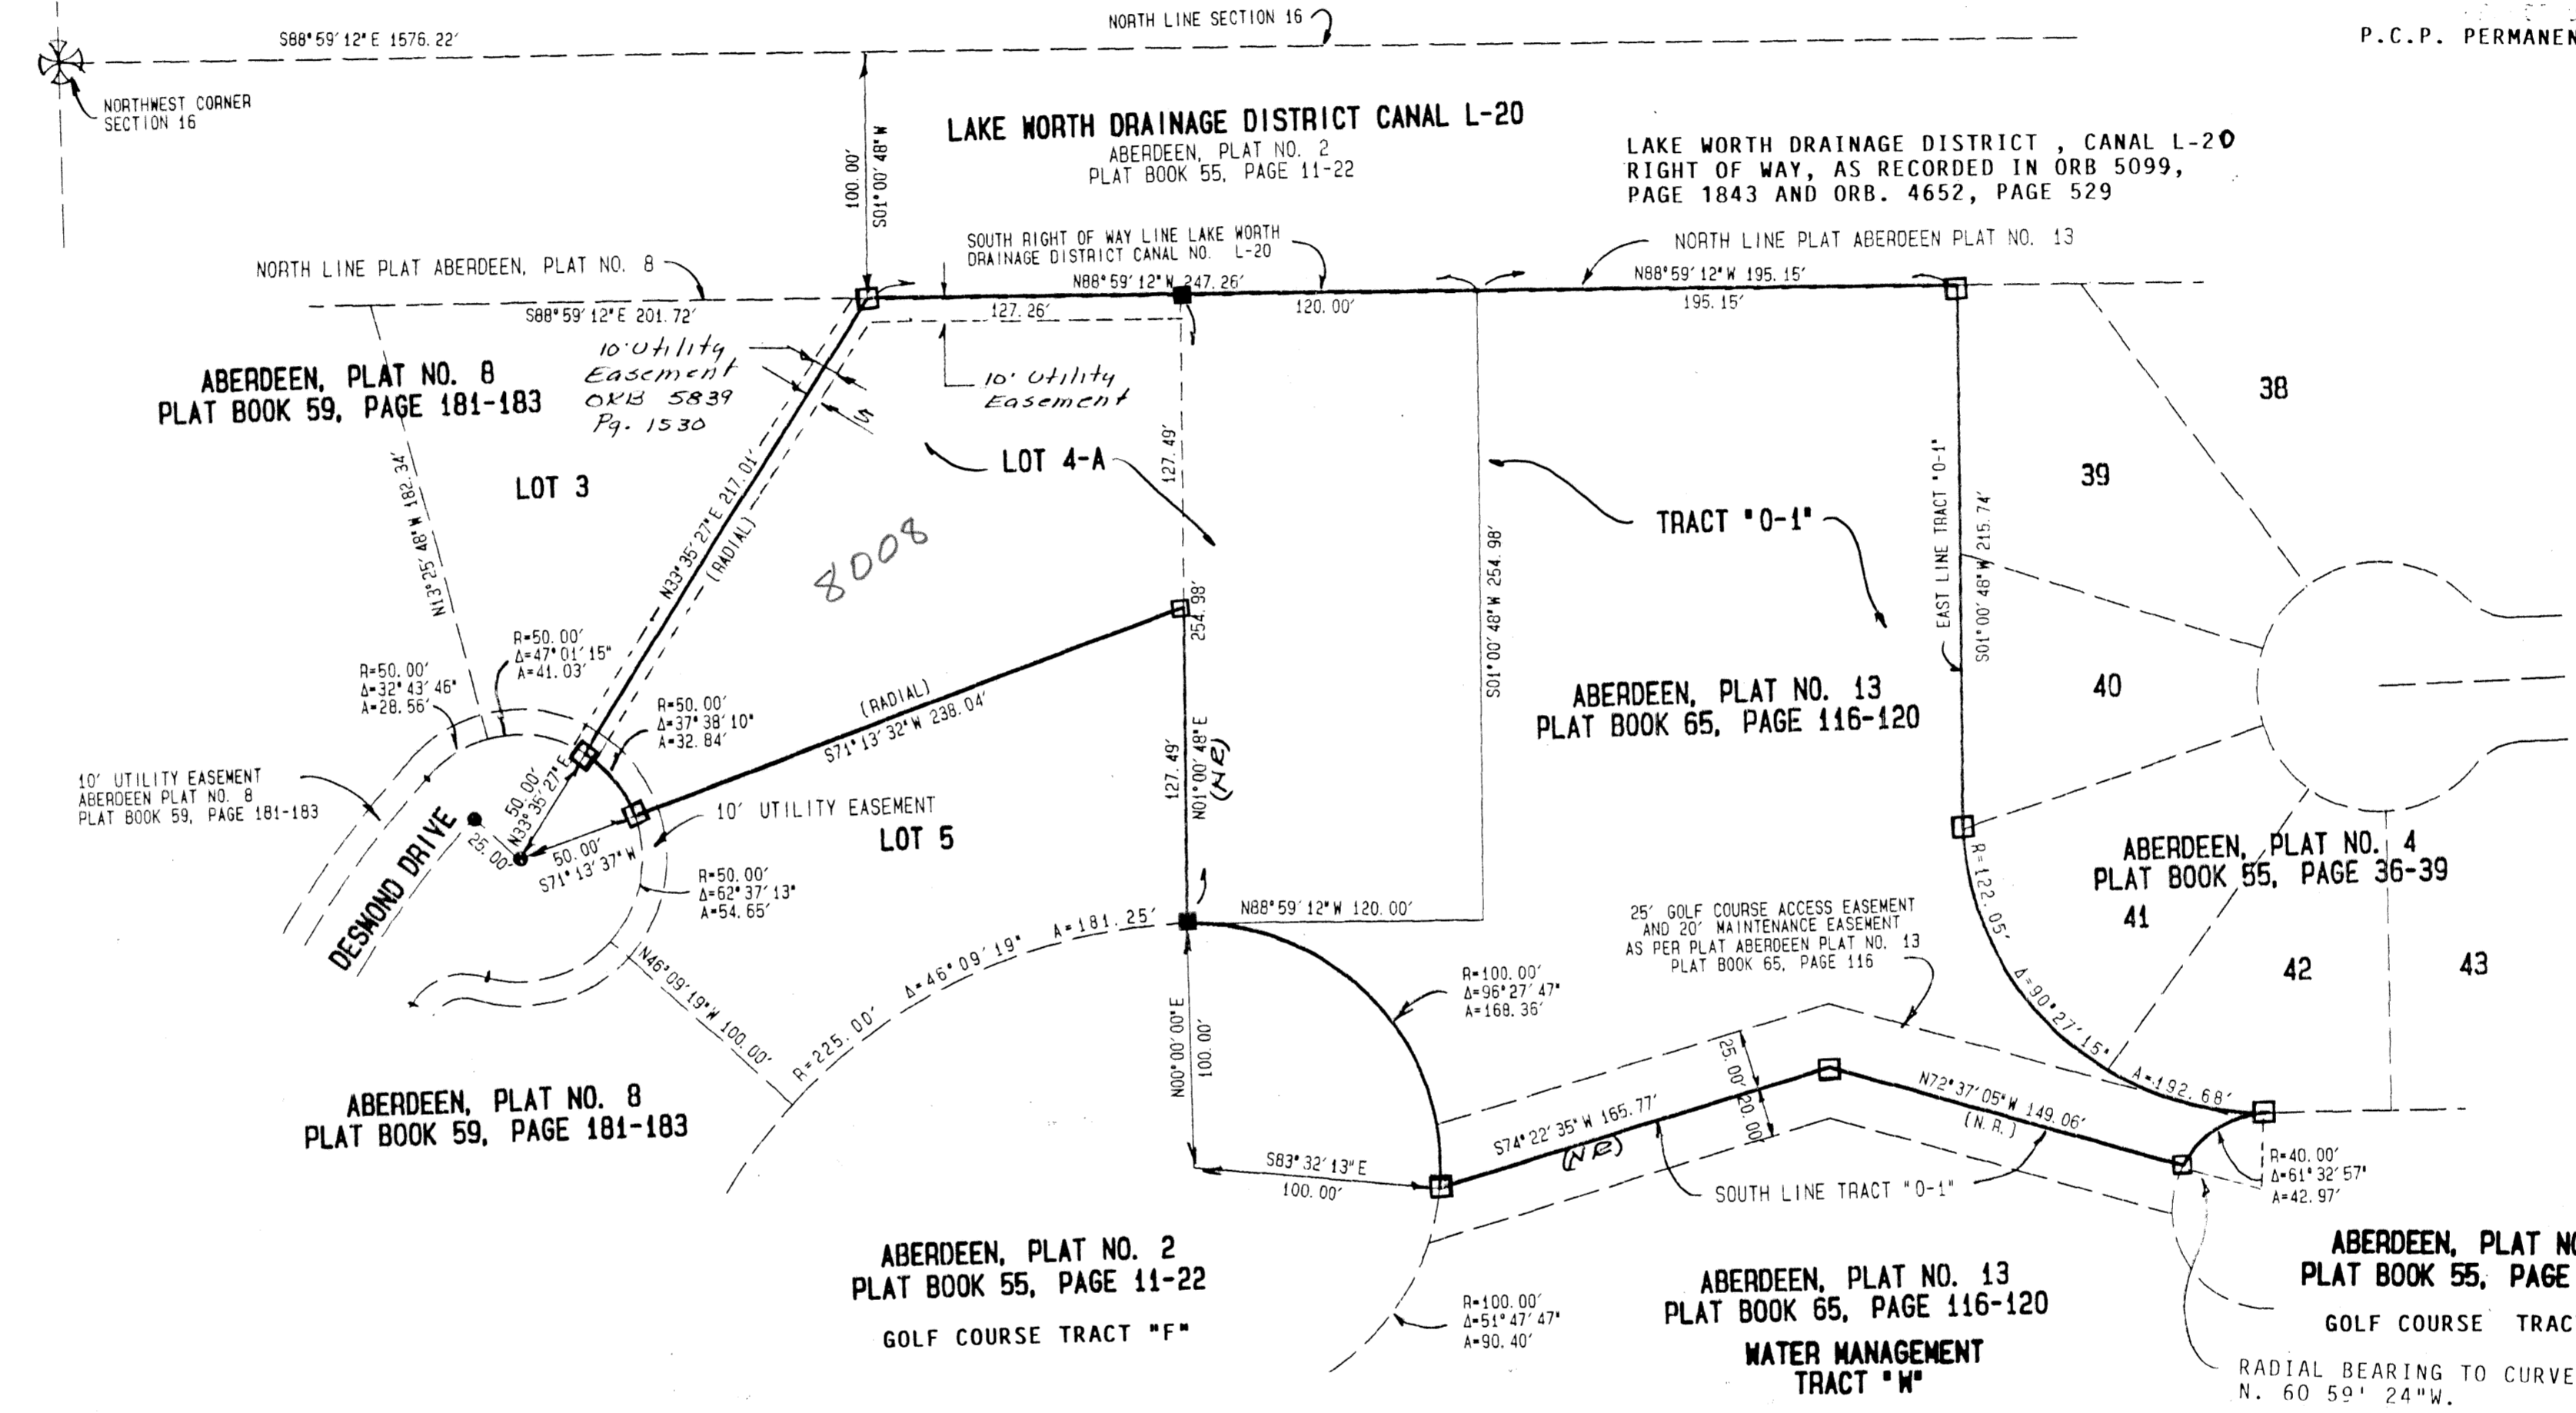 NORTH LINE SECTION 16
S88°59'12"E 1576.22'
P.C.P. PERMANEN
NORTHWEST CORNER
SECTION 16
100.00'
S01°00'48"W
LAKE WORTH DRAINAGE DISTRICT CANAL L-20
ABERDEEN, PLAT NO. 2
PLAT BOOK 55, PAGE 11-22
LAKE WORTH DRAINAGE DISTRICT , CANAL L-20
RIGHT OF WAY, AS RECORDED IN ORB 5099,
PAGE 1843 AND ORB. 4652, PAGE 529
SOUTH RIGHT OF WAY LINE LAKE WORTH
DRAINAGE DISTRICT CANAL NO. L-20
NORTH LINE PLAT ABERDEEN PLAT NO. 13
NORTH LINE PLAT ABERDEEN, PLAT NO. 8
N88°59'12"W 247.26'
N88°59'12"W 195.15'
S88°59'12"E 201.72'
127.26'
120.00'
195.15'
10' Utility
Easement
ORB 5839
Pg. 1530
5'
10' Utility
Easement
ABERDEEN, PLAT NO. 8
PLAT BOOK 59, PAGE 181-183
38
39
LOT 3
LOT 4-A
127.49'
TRACT "O-1"
N13°25'48"W 182.34'
N33°35'27"E 217.01'
(RADIAL)
8008
254.98'
S01°00'48"W 254.98'
EAST LINE TRACT "O-1"
S01°00'48"W 215.74'
R=50.00'
Δ=47°01'15"
A=41.03'
R=50.00'
Δ=32°43'46"
A=28.56'
R=50.00'
Δ=37°38'10"
A=32.84'
(RADIAL)
S71°13'32"W 238.04'
127.49'
N01°00'48"E
(NR)
ABERDEEN, PLAT NO. 13
PLAT BOOK 65, PAGE 116-120
40
10' UTILITY EASEMENT
ABERDEEN PLAT NO. 8
PLAT BOOK 59, PAGE 181-183
50.00'
N33°35'27"E
10' UTILITY EASEMENT
LOT 5
DESMOND DRIVE
25.00
50.00'
S71°13'37"W
R=50.00'
Δ=62°37'13"
A=54.65'
ABERDEEN, PLAT NO. 4
PLAT BOOK 55, PAGE 36-39
41
42
43
R=122.05'
Δ=90°27'15"
A=192.68'
N88°59'12"W 120.00'
25' GOLF COURSE ACCESS EASEMENT
AND 20' MAINTENANCE EASEMENT
AS PER PLAT ABERDEEN PLAT NO. 13
PLAT BOOK 65, PAGE 116
N46°09'19"W 100.00'
R=225.00'
Δ=46°09'19"
A=181.25'
R=100.00'
Δ=96°27'47"
A=168.36'
N00°00'00"E
100.00'
25.00'
20.00'
S74°22'35"W 165.77'
(NR)
N72°37'05"W 149.06'
(N.R.)
ABERDEEN, PLAT NO. 8
PLAT BOOK 59, PAGE 181-183
S83°32'13"E
100.00'
SOUTH LINE TRACT "O-1"
R=40.00'
Δ=61°32'57"
A=42.97'
ABERDEEN, PLAT NO. 2
PLAT BOOK 55, PAGE 11-22
GOLF COURSE TRACT "F"
R=100.00'
Δ=51°47'47"
A=90.40'
ABERDEEN, PLAT NO. 13
PLAT BOOK 65, PAGE 116-120
WATER MANAGEMENT
TRACT "W"
ABERDEEN, PLAT NO
PLAT BOOK 55, PAGE
GOLF COURSE TRAC
RADIAL BEARING TO CURVE
N. 60 59' 24"W.